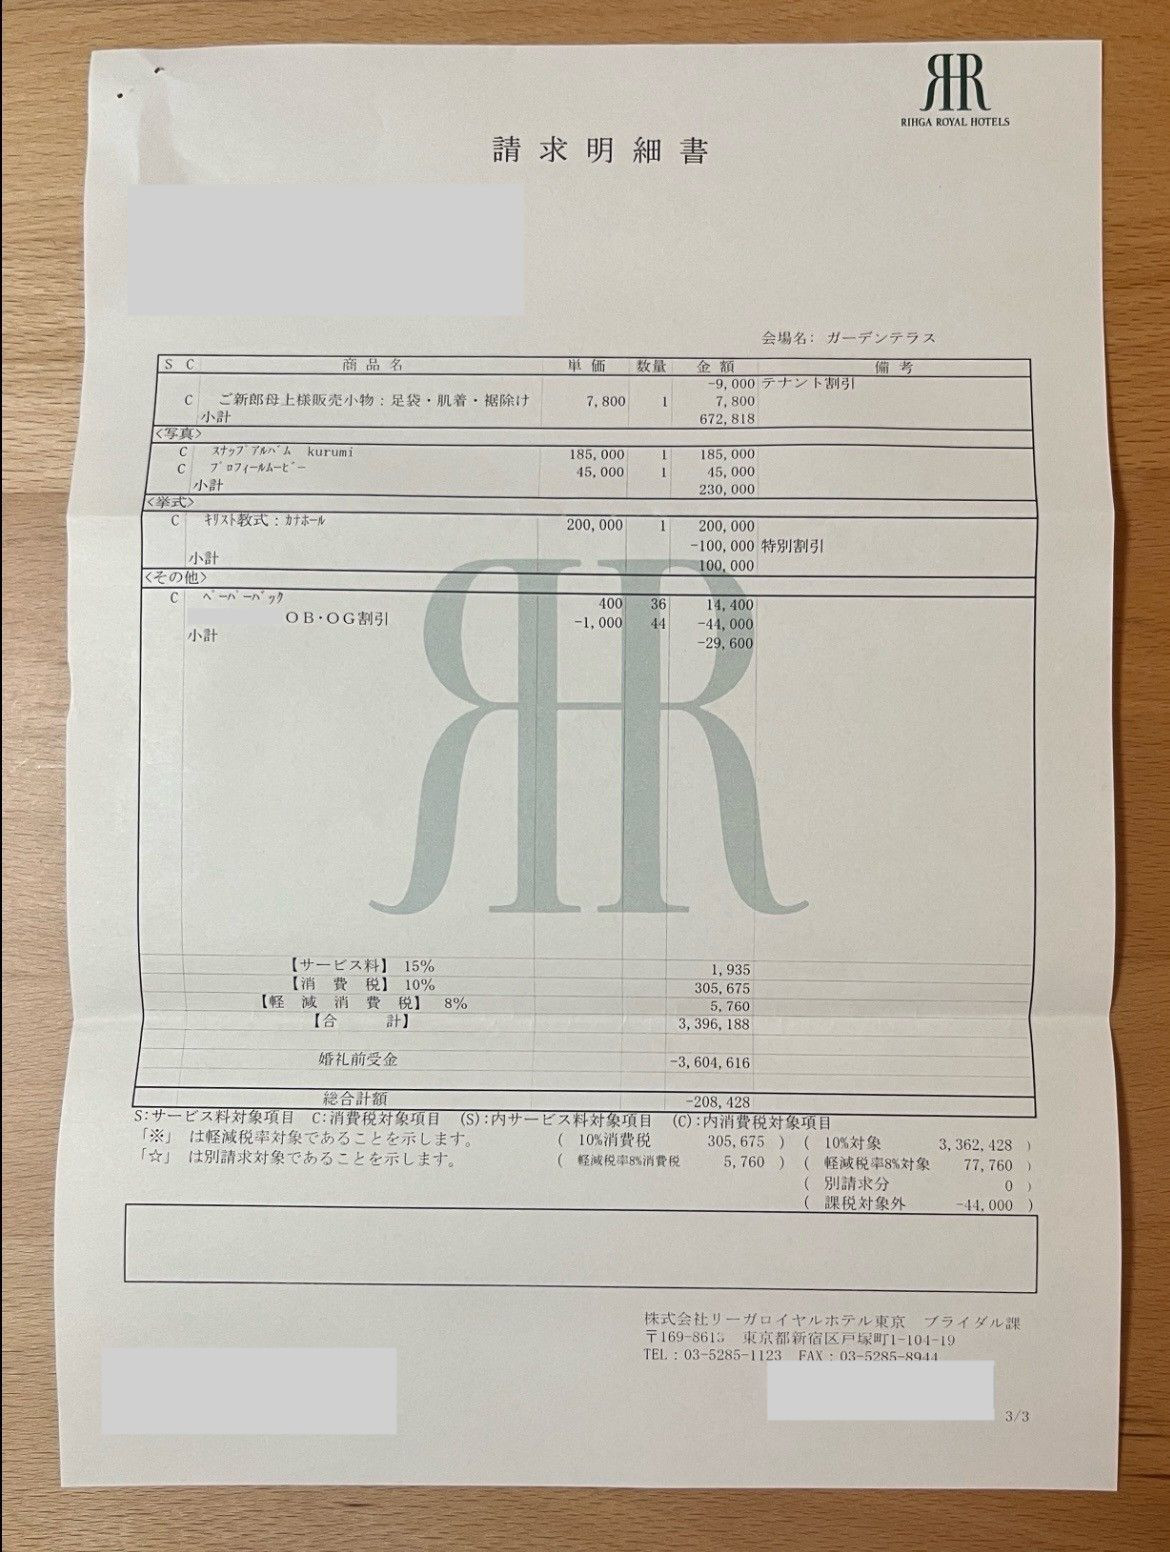 RIHGA ROYAL HOTELS
請求明細書
会場名: ガーデンテラス
S C 商品名 単価 数量 金額 備考
-9,000 テナント割引
C ご新郎母上様販売小物:足袋・肌着・裾除け 7,800 1 7,800
小計 672,818
<写真>
C ｽﾅｯﾌﾟｱﾙﾊﾞﾑ kurumi 185,000 1 185,000
C ﾌﾟﾛﾌｨｰﾙﾑｰﾋﾞｰ 45,000 1 45,000
小計 230,000
<挙式>
C ｷﾘｽﾄ教式:ｶﾅﾎｰﾙ 200,000 1 200,000
-100,000 特別割引
小計 100,000
<その他>
C ﾍﾟｰﾊﾟｰﾊﾞｯｸ 400 36 14,400
OB・OG割引 -1,000 44 -44,000
小計 -29,600
【サービス料】 15% 1,935
【消 費 税】 10% 305,675
【軽 減 消 費 税】 8% 5,760
【合 計】 3,396,188
婚礼前受金 -3,604,616
総合計額 -208,428
S:サービス料対象項目 C:消費税対象項目 (S):内サービス料対象項目 (C):内消費税対象項目
「※」 は軽減税率対象であることを示します。 ( 10%消費税 305,675 ) ( 10%対象 3,362,428 )
「☆」 は別請求対象であることを示します。 ( 軽減税率8%消費税 5,760 ) ( 軽減税率8%対象 77,760 )
( 別請求分 0 )
( 課税対象外 -44,000 )
株式会社リーガロイヤルホテル東京 ブライダル課
〒169-8613 東京都新宿区戸塚町1-104-19
TEL : 03-5285-1123 FAX : 03-5285-8944
3/3